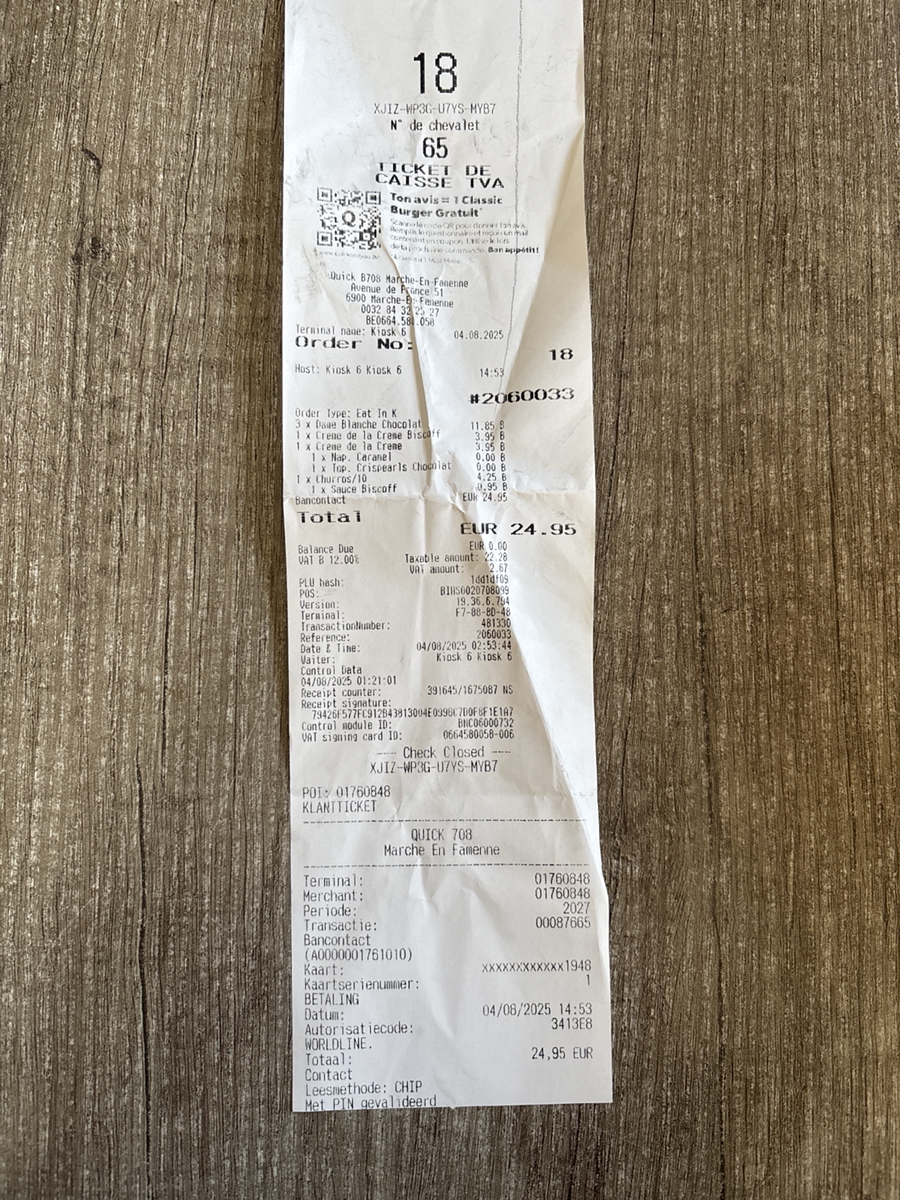 18
XJIZ-WP3G-U7YS-MYB7
N° de chevalet
65
TICKET DE
CAISSE TVA
Ton avis = 1 Classic
Burger Gratuit*
Q
Quick B708 Marche-En-Famenne
Avenue de France 51
6900 Marche-En-Famenne
0032 84 32 25 27
BE0664.581.058
Terminal name: Kiosk 6 04.08.2025
Order No: 18
Host: Kiosk 6 Kiosk 6 14:53
#2060033
Order Type: Eat In K
3 x Dame Blanche Chocolat 11.85 B
1 x Creme de la Creme Biscoff 3.95 B
1 x Creme de la Creme 3.95 B
1 x Nap. Caramel 0.00 B
1 x Top. Crispearls Chocolat 0.00 B
1 x Churros/10 4.25 B
1 x Sauce Biscoff 0.95 B
Bancontact EUR 24.95
Total EUR 24.95
Balance Due EUR 0.00
VAT B 12.00% Taxable amount: 22.28
VAT amount: 2.67
PLU hash: 1dd1df09
POS: BIHS6020708099
Version: 19.36.6.794
Terminal: F7-88-8D-48
TransactionNumber: 481330
Reference: 2060033
Date & Time: 04/08/2025 02:53:44
Waiter: Kiosk 6 Kiosk 6
Control Data
04/08/2025 01:21:01
Receipt counter: 391645/1675087 NS
Receipt signature:
Control module ID: BMC06000732
VAT signing card ID: 066458005B-006
---- Check Closed ----
XJIZ-WP3G-U7YS-MYB7
POI: 01760848
KLANTTICKET
QUICK 708
Marche En Famenne
Terminal: 01760848
Merchant: 01760848
Periode: 2027
Transactie: 00087665
Bancontact
(A0000001761010)
Kaart: xxxxxxxxxxxxx1948
Kaartserienummer: 1
BETALING
Datum: 04/08/2025 14:53
Autorisatiecode: 3413E8
WORLDLINE.
Totaal: 24,95 EUR
Contact
Leesmethode: CHIP
Met PIN gevalideerd